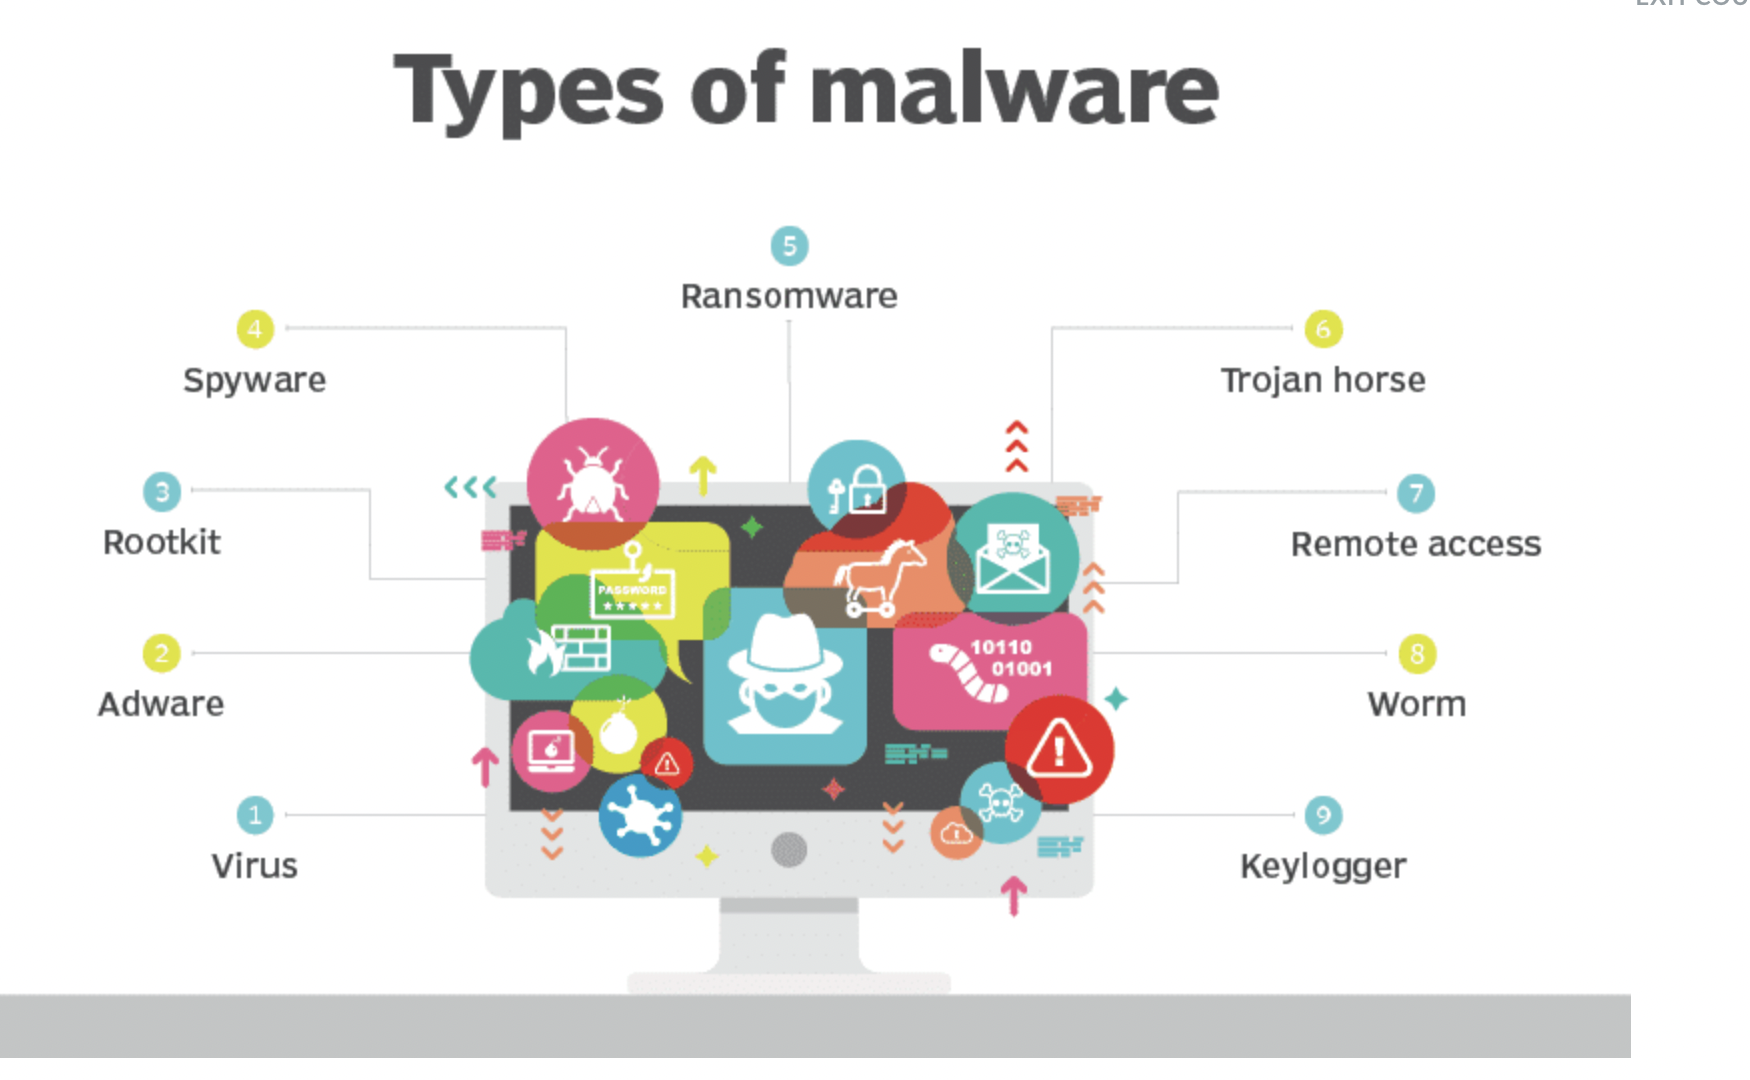 Types of malware
5
Ransomware
4
Spyware
6
Trojan horse
3
Rootkit
7
Remote access
PASSWORD
★★★★★
2
Adware
10110
01001
8
Worm
1
Virus
9
Keylogger